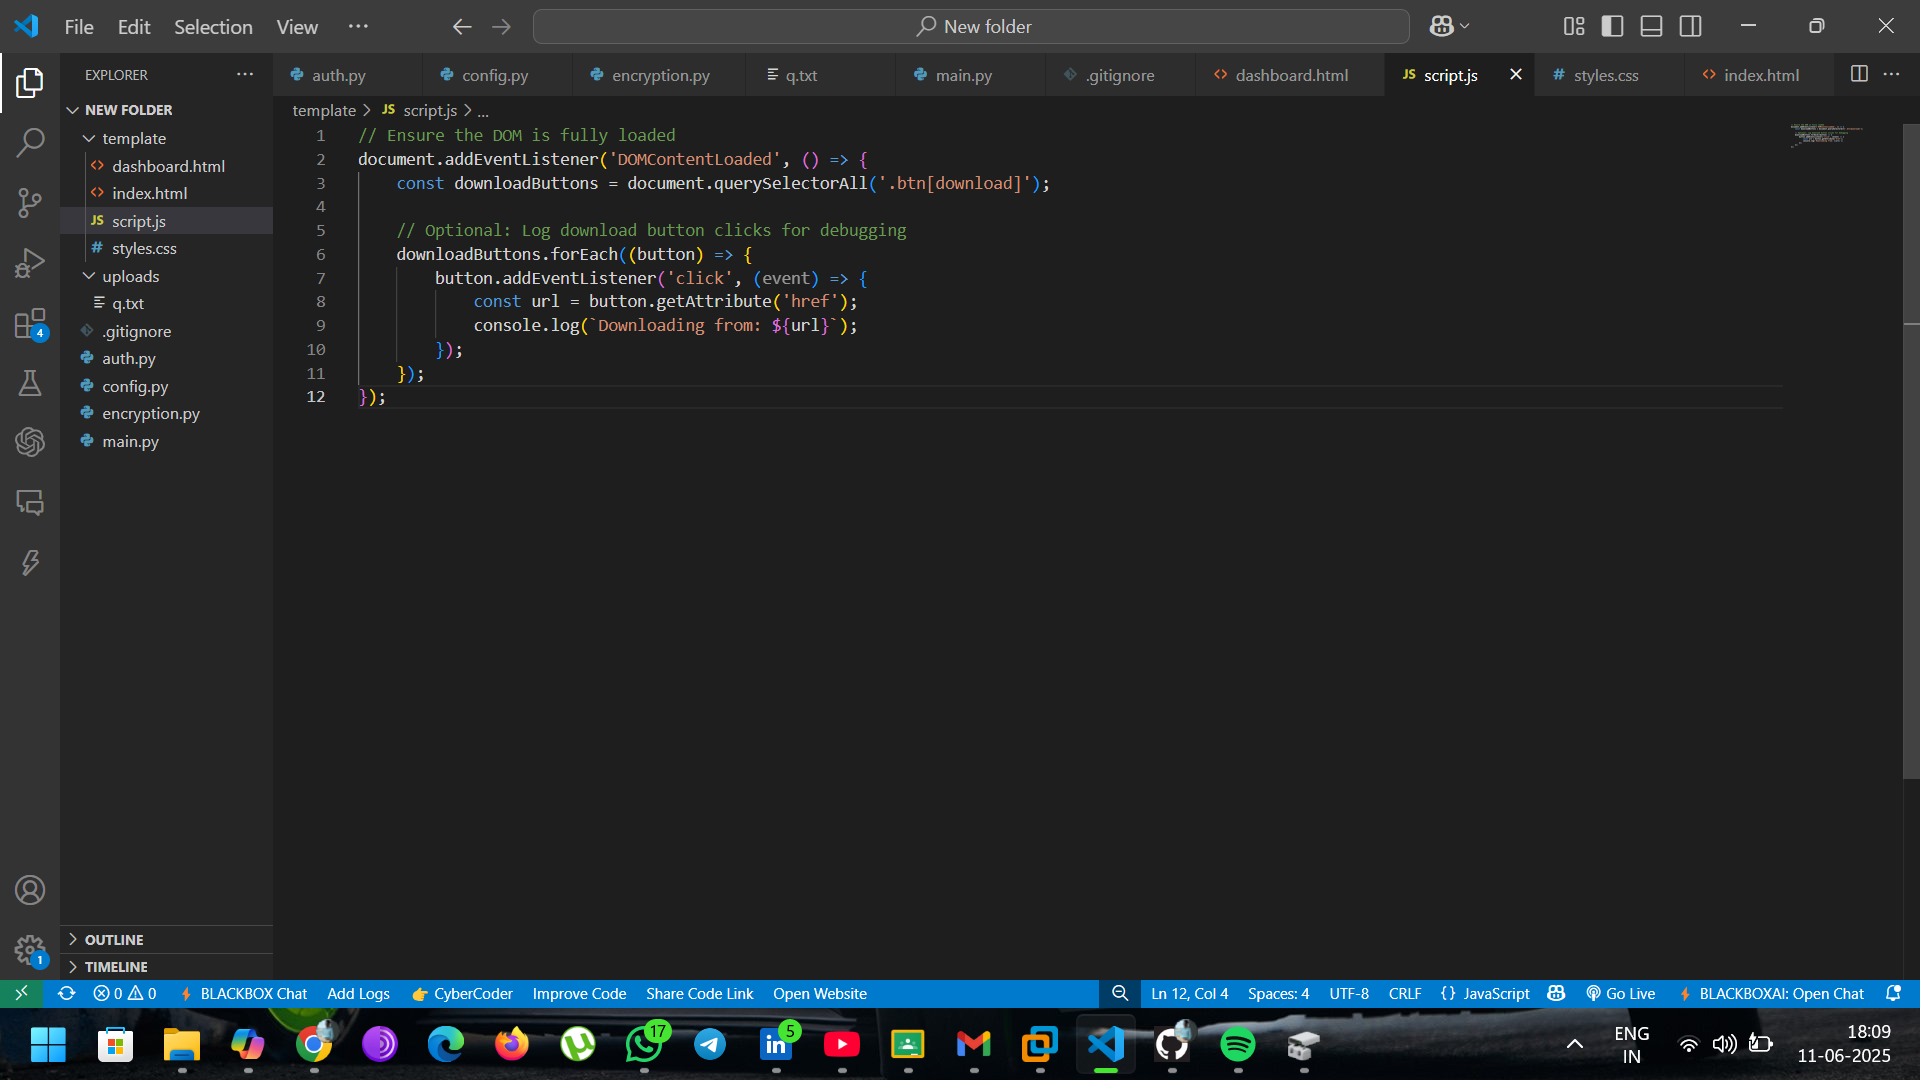 File Edit Selection View ···
New folder
EXPLORER ···
NEW FOLDER
template
dashboard.html
index.html
JS script.js
# styles.css
uploads
q.txt
.gitignore
auth.py
config.py
encryption.py
main.py
OUTLINE
TIMELINE
4
1
auth.py config.py encryption.py q.txt main.py .gitignore dashboard.html JS script.js # styles.css index.html ···
template > JS script.js > ...
1 // Ensure the DOM is fully loaded
2 document.addEventListener('DOMContentLoaded', () => {
3     const downloadButtons = document.querySelectorAll('.btn[download]');
4
5     // Optional: Log download button clicks for debugging
6     downloadButtons.forEach((button) => {
7         button.addEventListener('click', (event) => {
8             const url = button.getAttribute('href');
9             console.log(`Downloading from: ${url}`);
10         });
11     });
12 });
0 0 BLACKBOX Chat Add Logs CyberCoder Improve Code Share Code Link Open Website Ln 12, Col 4 Spaces: 4 UTF-8 CRLF {} JavaScript Go Live BLACKBOXAI: Open Chat
17 in 5 ENG 18:09
IN 11-06-2025